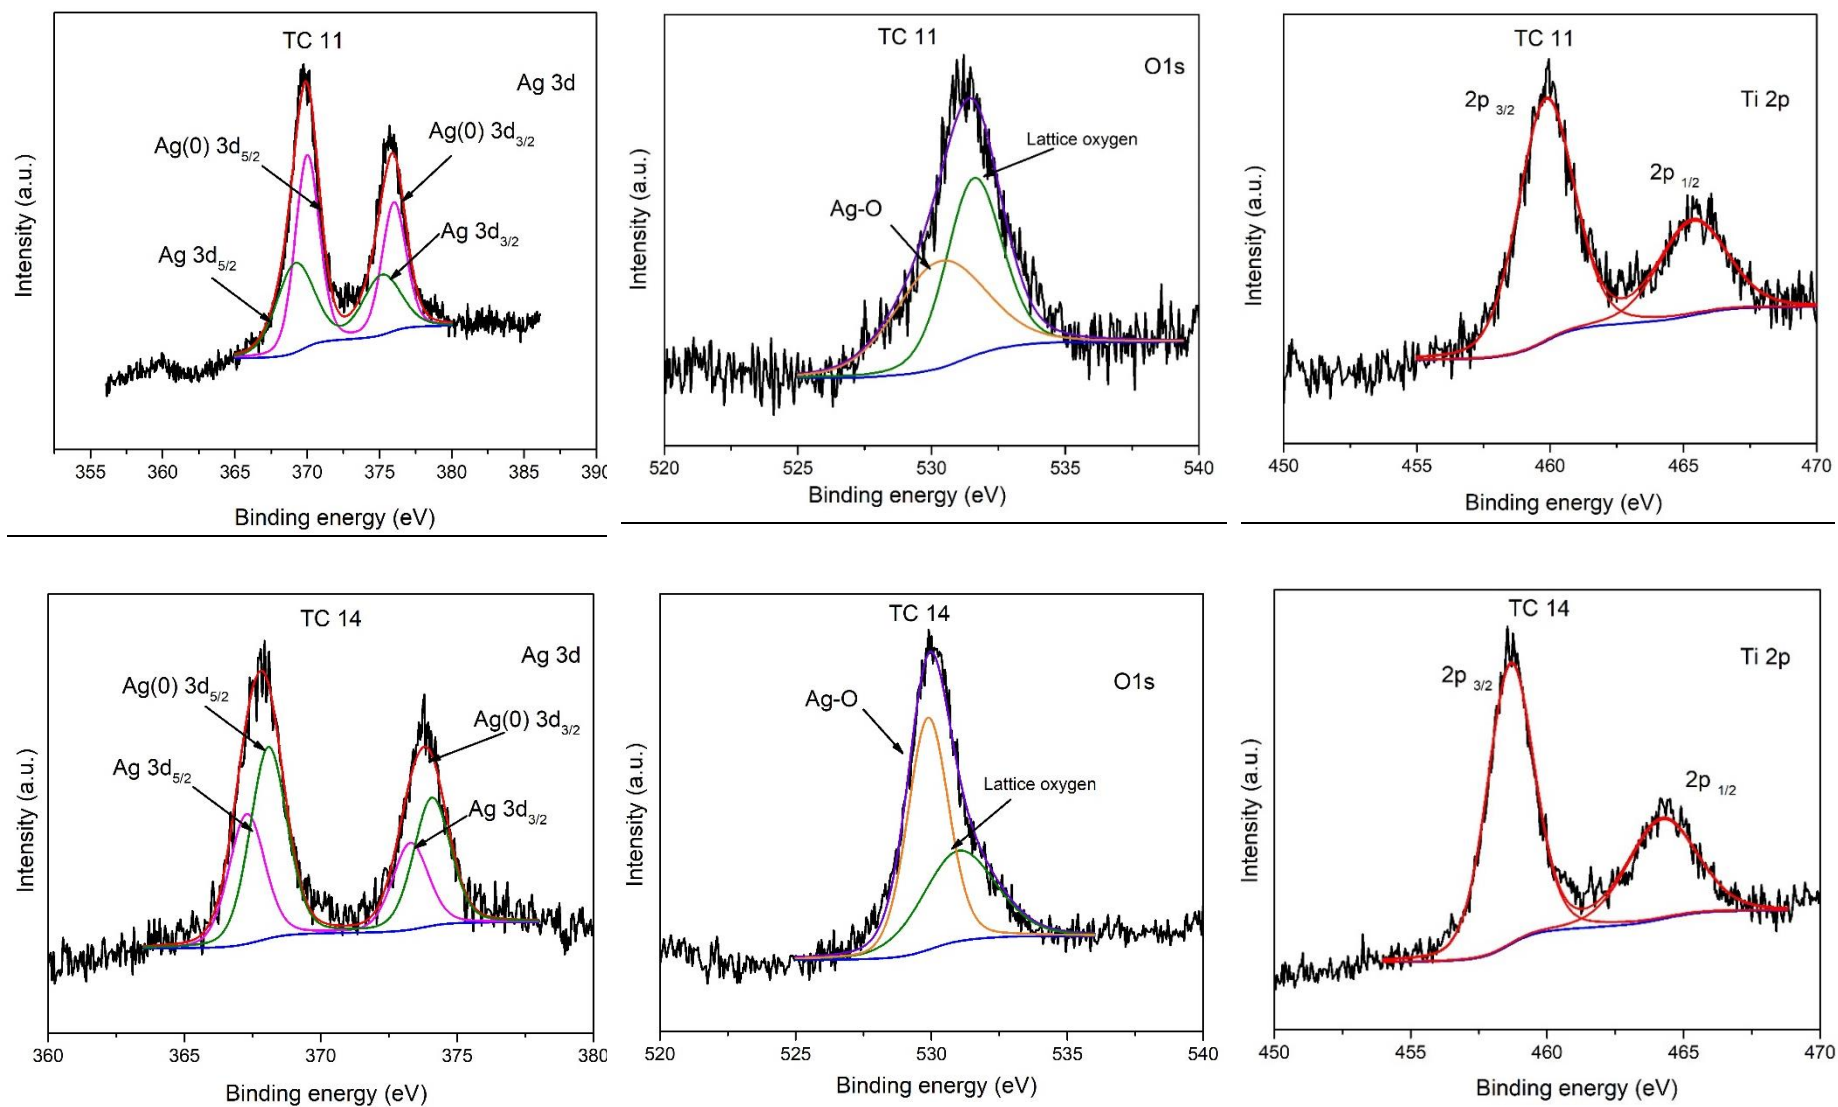 TC 11
Ag 3d
Ag(0) 3d5/2
Ag(0) 3d3/2
Ag 3d5/2
Ag 3d3/2
Intensity (a.u.)
355 360 365 370 375 380 385 390
Binding energy (eV)
TC 11
O1s
Lattice oxygen
Ag-O
Intensity (a.u.)
520 525 530 535 540
Binding energy (eV)
TC 11
Ti 2p
2p 3/2
2p 1/2
Intensity (a.u.)
450 455 460 465 470
Binding energy (eV)
TC 14
Ag 3d
Ag(0) 3d5/2
Ag(0) 3d3/2
Ag 3d5/2
Ag 3d3/2
Intensity (a.u.)
360 365 370 375 380
Binding energy (eV)
TC 14
O1s
Ag-O
Lattice oxygen
Intensity (a.u.)
520 525 530 535 540
Binding energy (eV)
TC 14
Ti 2p
2p 3/2
2p 1/2
Intensity (a.u.)
450 455 460 465 470
Binding energy (eV)